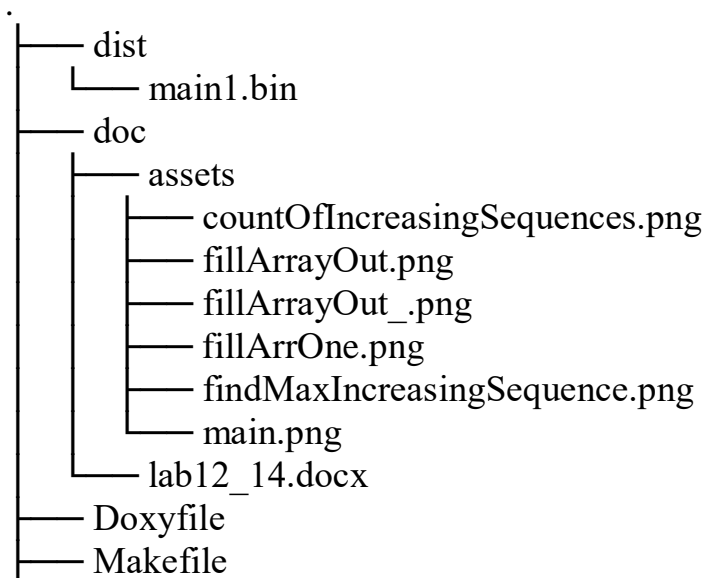 .
├── dist
│   └── main1.bin
├── doc
│   ├── assets
│   │   ├── countOfIncreasingSequences.png
│   │   ├── fillArrayOut.png
│   │   ├── fillArrayOut_.png
│   │   ├── fillArrOne.png
│   │   ├── findMaxIncreasingSequence.png
│   │   └── main.png
│   └── lab12_14.docx
├── Doxyfile
├── Makefile